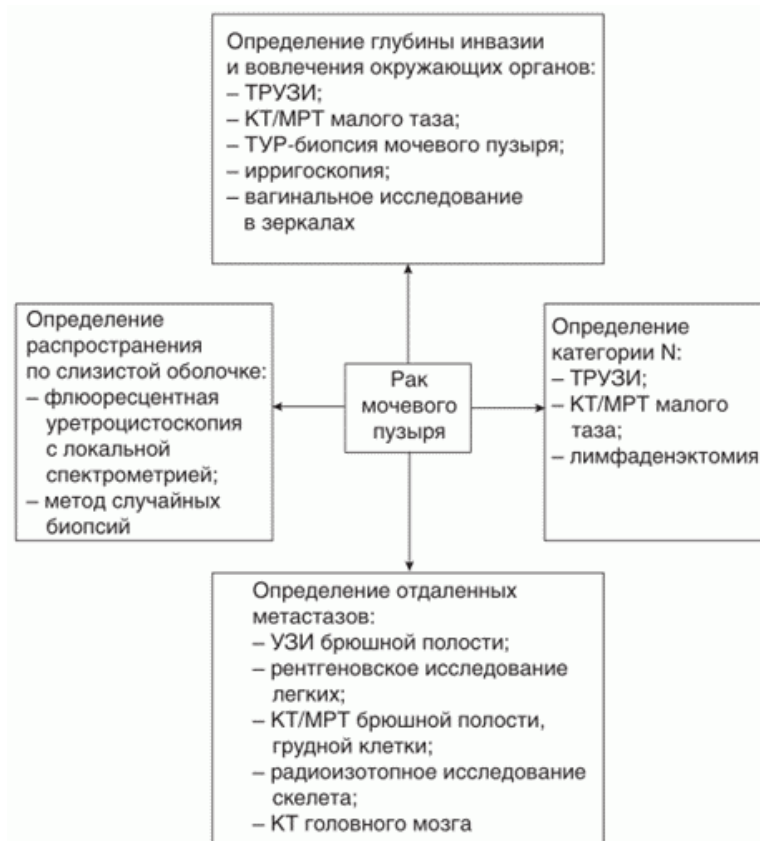 Определение глубины инвазии
и вовлечения окружающих органов:
– ТРУЗИ;
– КТ/МРТ малого таза;
– ТУР-биопсия мочевого пузыря;
– ирригоскопия;
– вагинальное исследование
в зеркалах
Определение
распространения
по слизистой оболочке:
– флюоресцентная
уретроцистоскопия
с локальной
спектрометрией;
– метод случайных
биопсий
Рак
мочевого
пузыря
Определение
категории N:
– ТРУЗИ;
– КТ/МРТ малого
таза;
– лимфаденэктомия
Определение отдаленных
метастазов:
– УЗИ брюшной полости;
– рентгеновское исследование
легких;
– КТ/МРТ брюшной полости,
грудной клетки;
– радиоизотопное исследование
скелета;
– КТ головного мозга